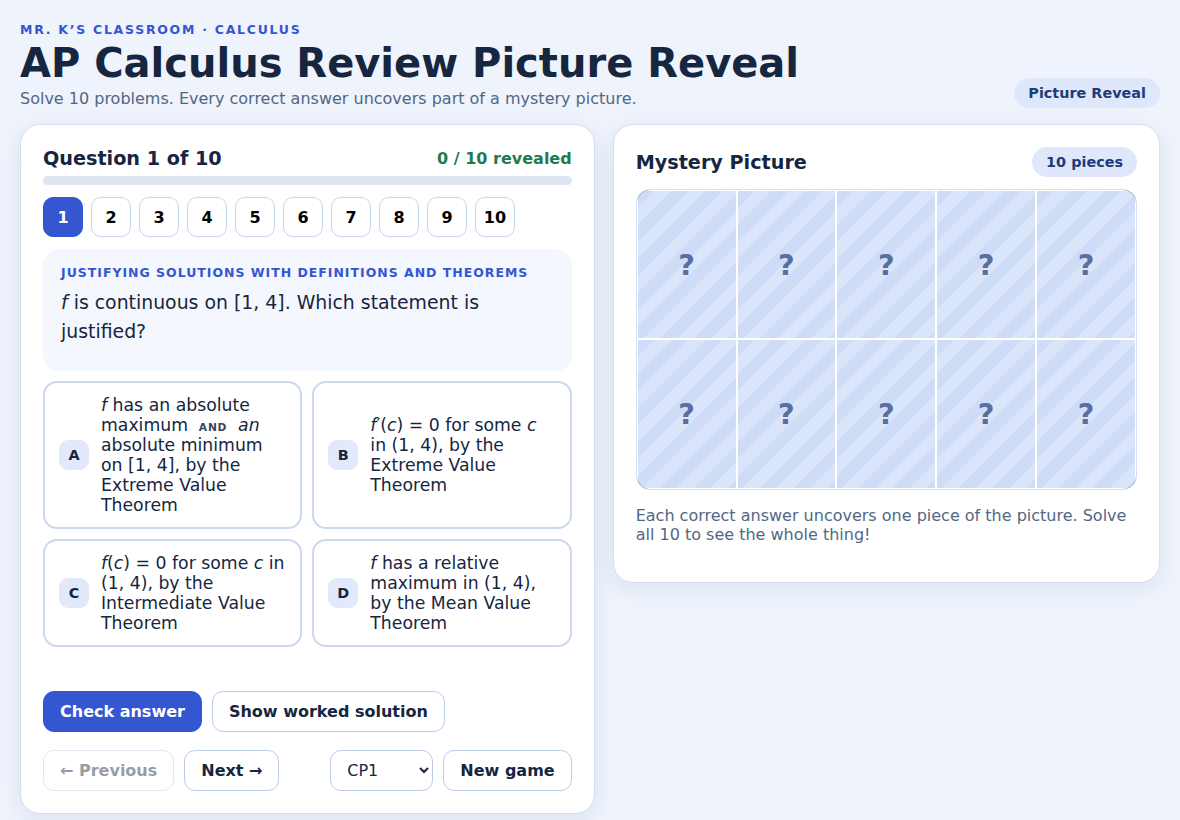 MR. K'S CLASSROOM · CALCULUS
AP Calculus Review Picture Reveal
Solve 10 problems. Every correct answer uncovers part of a mystery picture.
Picture Reveal
Question 1 of 10
0 / 10 revealed
1 2 3 4 5 6 7 8 9 10
JUSTIFYING SOLUTIONS WITH DEFINITIONS AND THEOREMS
f is continuous on [1, 4]. Which statement is
justified?
A
f has an absolute
maximum AND an
absolute minimum
on [1, 4], by the
Extreme Value
Theorem
B
f′(c) = 0 for some c
in (1, 4), by the
Extreme Value
Theorem
C
f(c) = 0 for some c in
(1, 4), by the
Intermediate Value
Theorem
D
f has a relative
maximum in (1, 4),
by the Mean Value
Theorem
Check answer
Show worked solution
← Previous
Next →
CP1
New game
Mystery Picture
10 pieces
? ? ? ? ?
? ? ? ? ?
Each correct answer uncovers one piece of the picture. Solve
all 10 to see the whole thing!